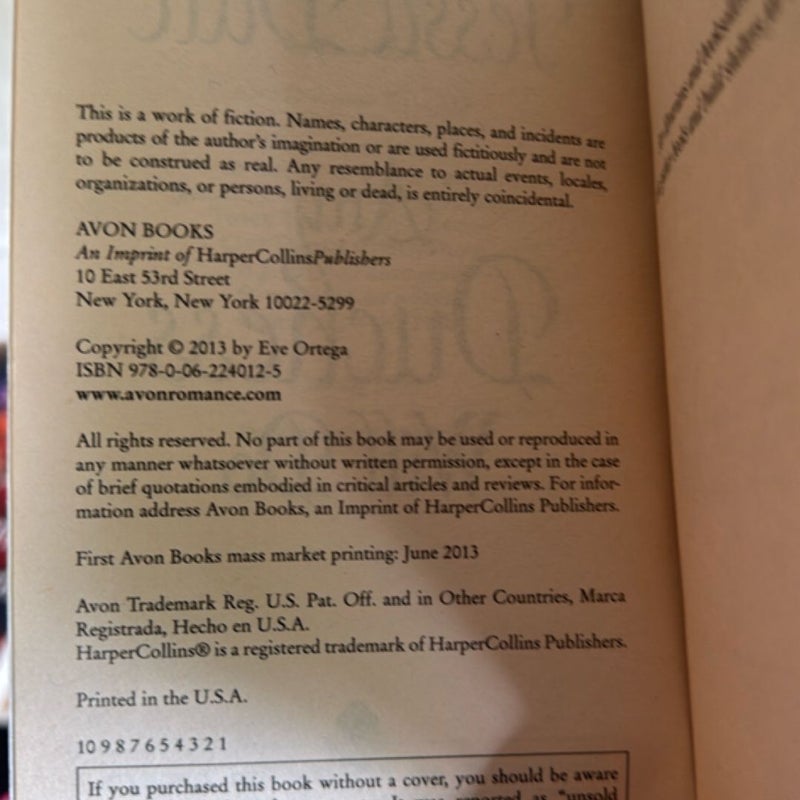 This is a work of fiction. Names, characters, places, and incidents are
products of the author's imagination or are used fictitiously and are not
to be construed as real. Any resemblance to actual events, locales,
organizations, or persons, living or dead, is entirely coincidental.
AVON BOOKS
An Imprint of HarperCollinsPublishers
10 East 53rd Street
New York, New York 10022-5299
Copyright © 2013 by Eve Ortega
ISBN 978-0-06-224012-5
www.avonromance.com
All rights reserved. No part of this book may be used or reproduced in
any manner whatsoever without written permission, except in the case
of brief quotations embodied in critical articles and reviews. For infor-
mation address Avon Books, an Imprint of HarperCollins Publishers.
First Avon Books mass market printing: June 2013
Avon Trademark Reg. U.S. Pat. Off. and in Other Countries, Marca
Registrada, Hecho en U.S.A.
HarperCollins® is a registered trademark of HarperCollins Publishers.
Printed in the U.S.A.
10 9 8 7 6 5 4 3 2 1
If you purchased this book without a cover, you should be aware
reported as "unsold